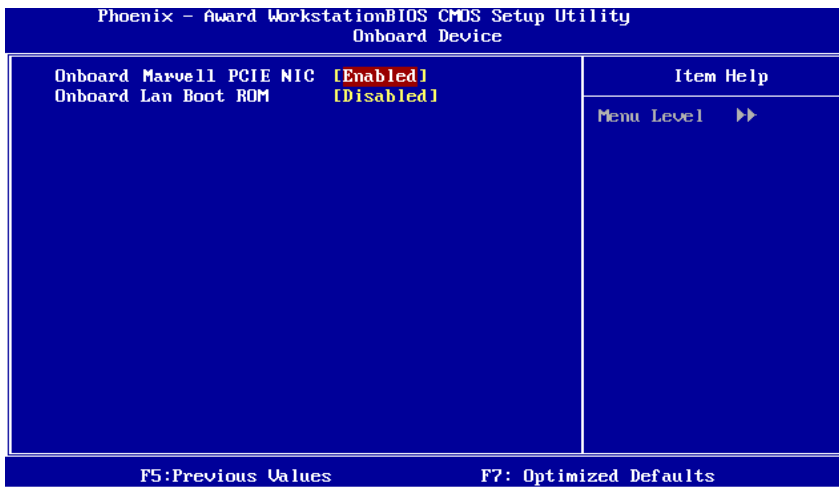 Phoenix - Award WorkstationBIOS CMOS Setup Utility
Onboard Device
Onboard Marvell PCIE NIC [Enabled]
Onboard Lan Boot ROM [Disabled]
Item Help
Menu Level ▶▶
F5:Previous Values F7: Optimized Defaults